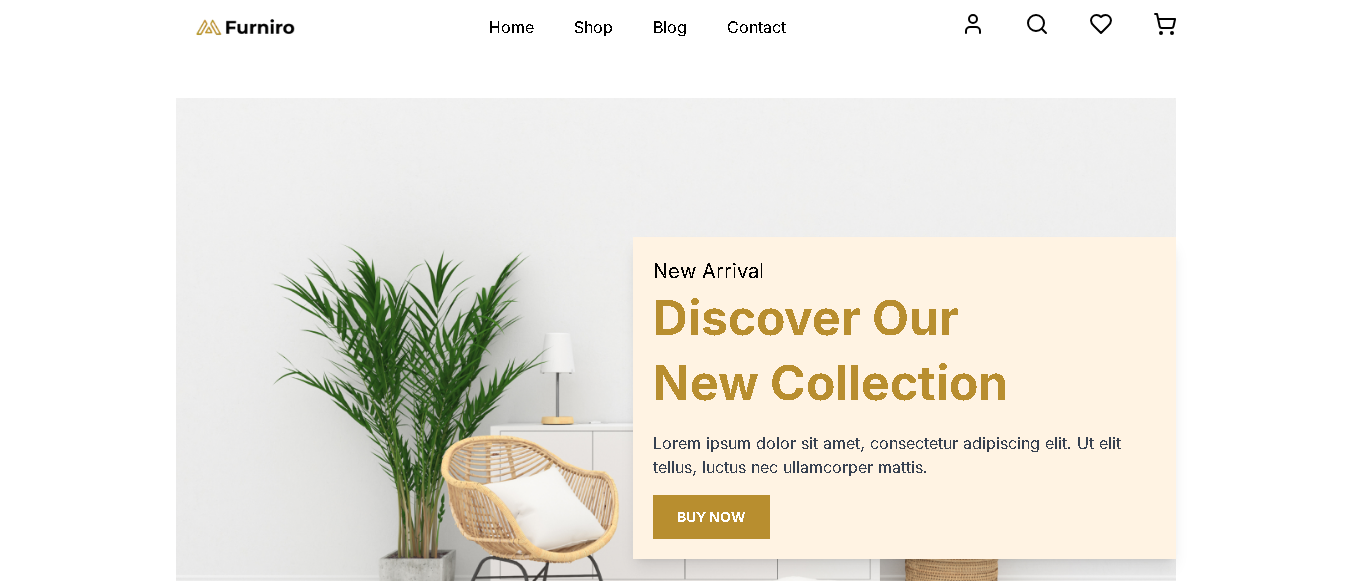 Furniro
Home
Shop
Blog
Contact
New Arrival
Discover Our
New Collection
Lorem ipsum dolor sit amet, consectetur adipiscing elit. Ut elit
tellus, luctus nec ullamcorper mattis.
BUY NOW